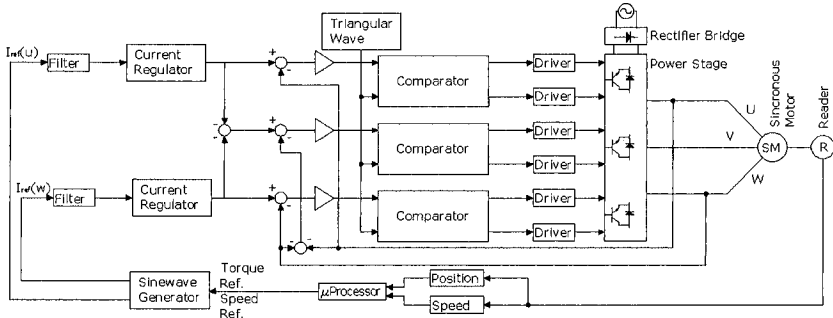 Iref(u)
Filter
Current
Regulator
+
-
Triangular
Wave
Comparator
Driver
Driver
Rectifier Bridge
Power Stage
U
V
W
Sincronous
Motor
SM
Reader
R
-
-
+
-
Comparator
Driver
Driver
Iref(w)
Filter
Current
Regulator
+
-
Comparator
Driver
Driver
-
-
Sinewave
Generator
Torque
Ref.
Speed
Ref.
μProcessor
Position
Speed